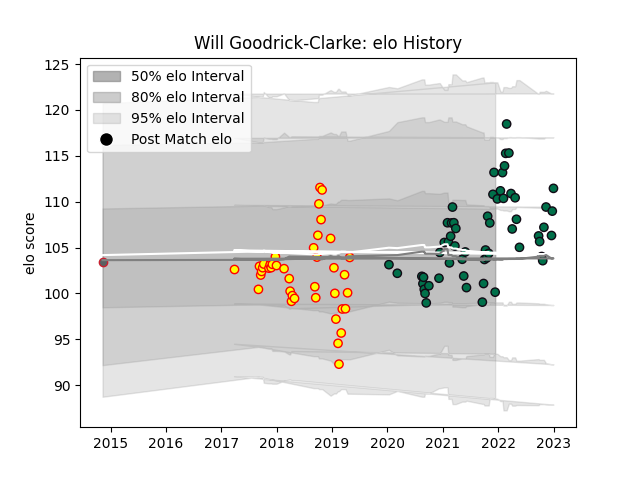 Will Goodrick-Clarke: elo History
50% elo Interval
80% elo Interval
95% elo Interval
Post Match elo
elo score
125
120
115
110
105
100
95
90
2015 2016 2017 2018 2019 2020 2021 2022 2023